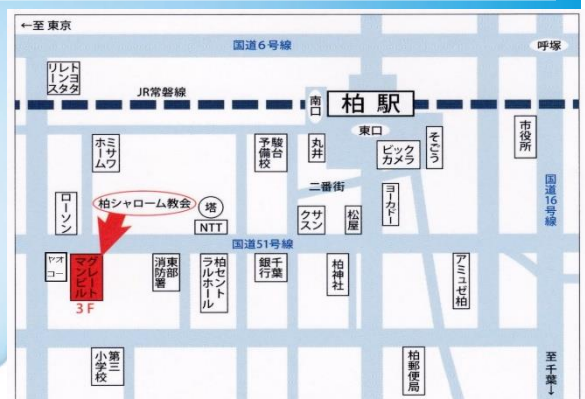 ←至 東京
国道6号線
呼塚
トヨタ
レンタ
リース
JR常磐線
南口
柏 駅
東口
ミサワ
ホーム
駿台
予備校
丸井
ビック
カメラ
そごう
市役所
国道16号線
ローソン
柏シャローム教会
塔
NTT
二番街
サン
クス
松屋
ヨーカドー
国道51号線
ヤオコー
グレート
マンビル
3F
東部
消防署
柏セント
ラルホール
千葉
銀行
柏神社
アミュゼ柏
第三
小学校
柏郵便局
至 千葉→